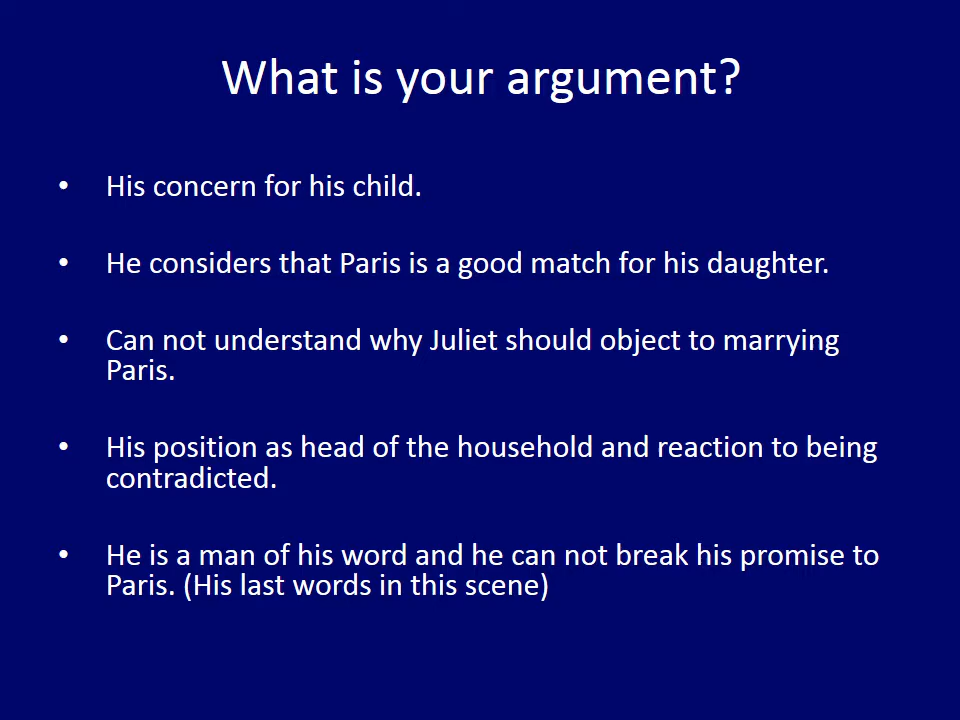 What is your argument?
• His concern for his child.
• He considers that Paris is a good match for his daughter.
• Can not understand why Juliet should object to marrying
Paris.
• His position as head of the household and reaction to being
contradicted.
• He is a man of his word and he can not break his promise to
Paris. (His last words in this scene)